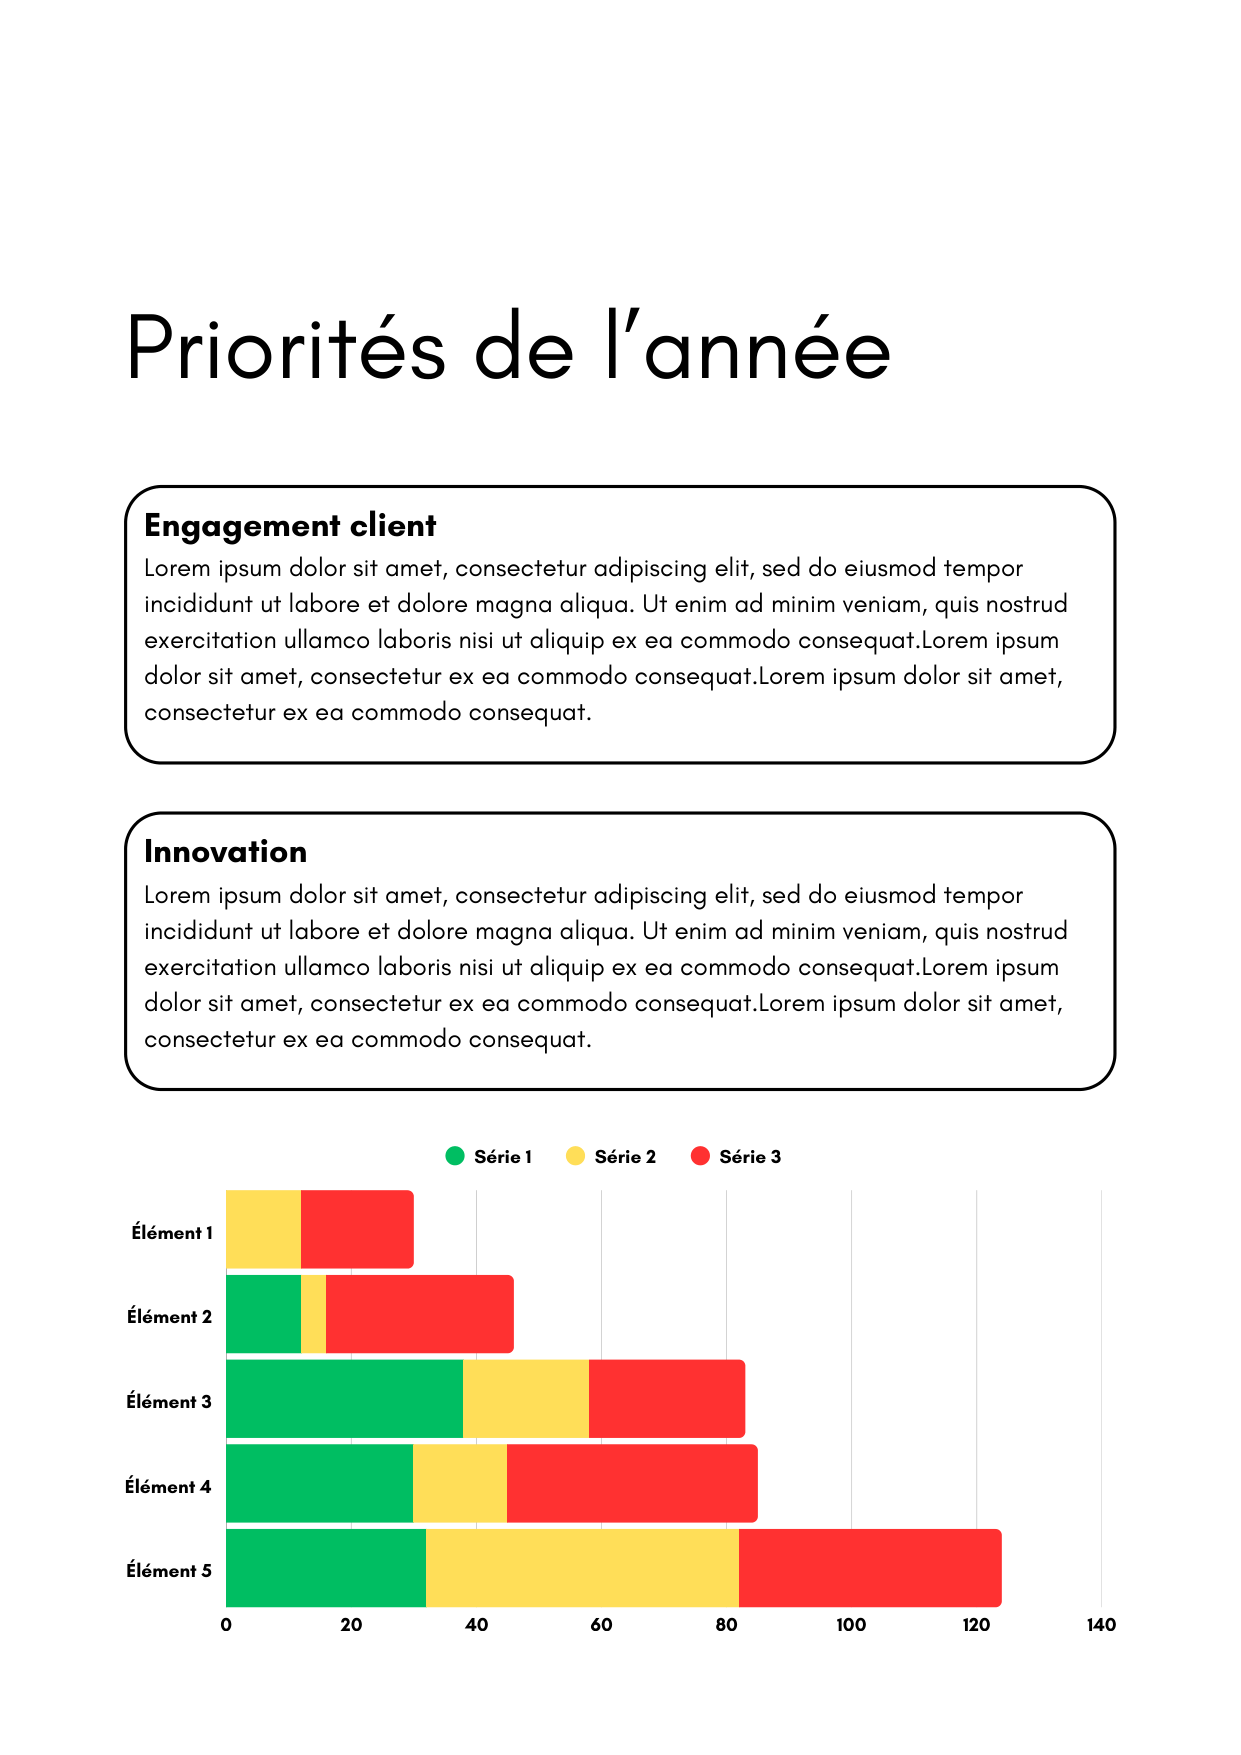 Priorités de l’année
Engagement client
Lorem ipsum dolor sit amet, consectetur adipiscing elit, sed do eiusmod tempor
incididunt ut labore et dolore magna aliqua. Ut enim ad minim veniam, quis nostrud
exercitation ullamco laboris nisi ut aliquip ex ea commodo consequat.Lorem ipsum
dolor sit amet, consectetur ex ea commodo consequat.Lorem ipsum dolor sit amet,
consectetur ex ea commodo consequat.
Innovation
Lorem ipsum dolor sit amet, consectetur adipiscing elit, sed do eiusmod tempor
incididunt ut labore et dolore magna aliqua. Ut enim ad minim veniam, quis nostrud
exercitation ullamco laboris nisi ut aliquip ex ea commodo consequat.Lorem ipsum
dolor sit amet, consectetur ex ea commodo consequat.Lorem ipsum dolor sit amet,
consectetur ex ea commodo consequat.
Série 1 Série 2 Série 3
Élément 1
Élément 2
Élément 3
Élément 4
Élément 5
0 20 40 60 80 100 120 140